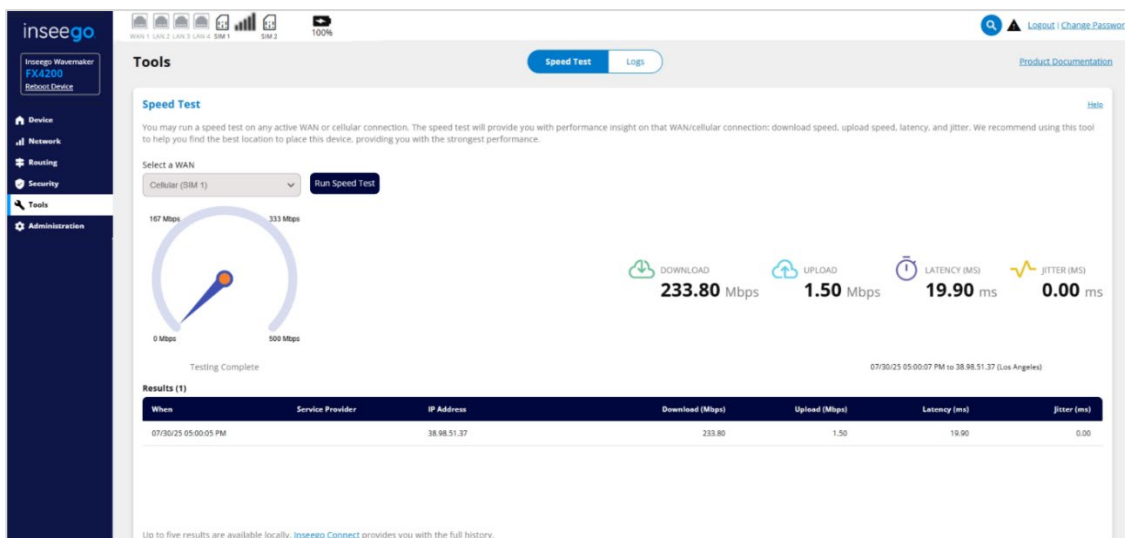 inseego
WAN 1 LAN 2 LAN 3 LAN 4 SIM 1 SIM 2 100%
Logout | Change Passwor
Inseego Wavemaker
FX4200
Reboot Device
Tools
Speed Test Logs
Product Documentation
Device
Network
Routing
Security
Tools
Administration
Speed Test
Help
You may run a speed test on any active WAN or cellular connection. The speed test will provide you with performance insight on that WAN/cellular connection: download speed, upload speed, latency, and jitter. We recommend using this tool
to help you find the best location to place this device, providing you with the strongest performance.
Select a WAN
Cellular (SIM 1) Run Speed Test
167 Mbps 333 Mbps
0 Mbps 500 Mbps
DOWNLOAD
233.80 Mbps
UPLOAD
1.50 Mbps
LATENCY (MS)
19.90 ms
JITTER (MS)
0.00 ms
Testing Complete
07/30/25 05:00:07 PM to 38.98.51.37 (Los Angeles)
Results (1)
When Service Provider IP Address Download (Mbps) Upload (Mbps) Latency (ms) Jitter (ms)
07/30/25 05:00:05 PM 38.98.51.37 233.80 1.50 19.90 0.00
Up to five results are available locally. Inseego Connect provides you with the full history.